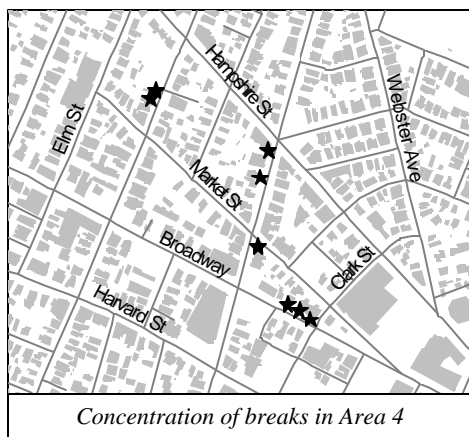 Hampshire St
Webster Ave
Elm St
Market St
Broadway
Clark St
Harvard St
Concentration of breaks in Area 4